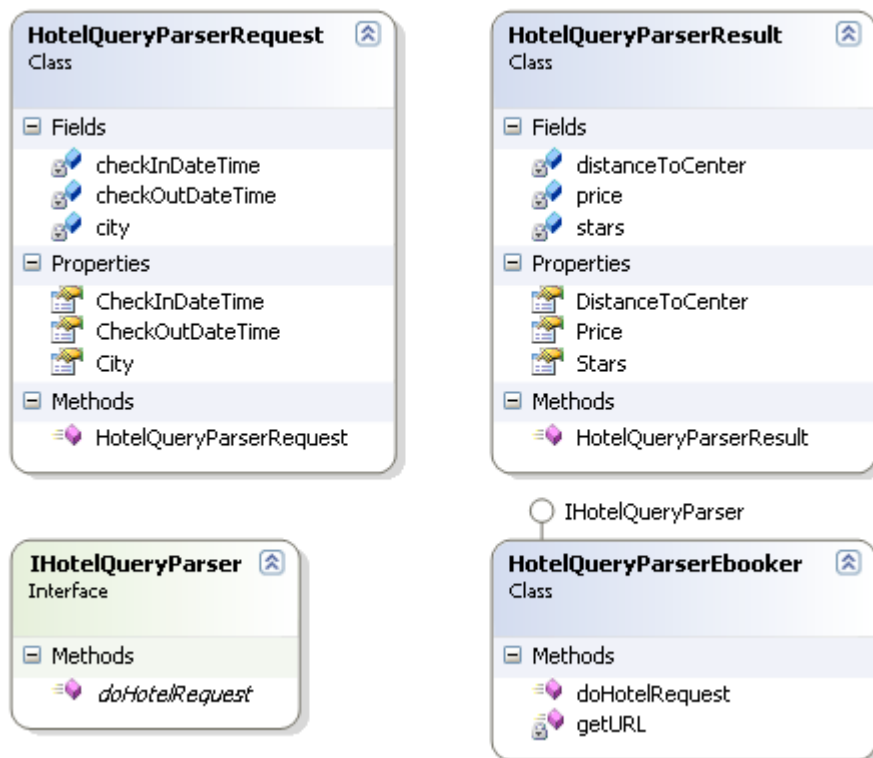 HotelQueryParserRequest
Class
Fields
checkInDateTime
checkOutDateTime
city
Properties
CheckInDateTime
CheckOutDateTime
City
Methods
HotelQueryParserRequest
HotelQueryParserResult
Class
Fields
distanceToCenter
price
stars
Properties
DistanceToCenter
Price
Stars
Methods
HotelQueryParserResult
IHotelQueryParser
Interface
Methods
doHotelRequest
IHotelQueryParser
HotelQueryParserEbooker
Class
Methods
doHotelRequest
getURL